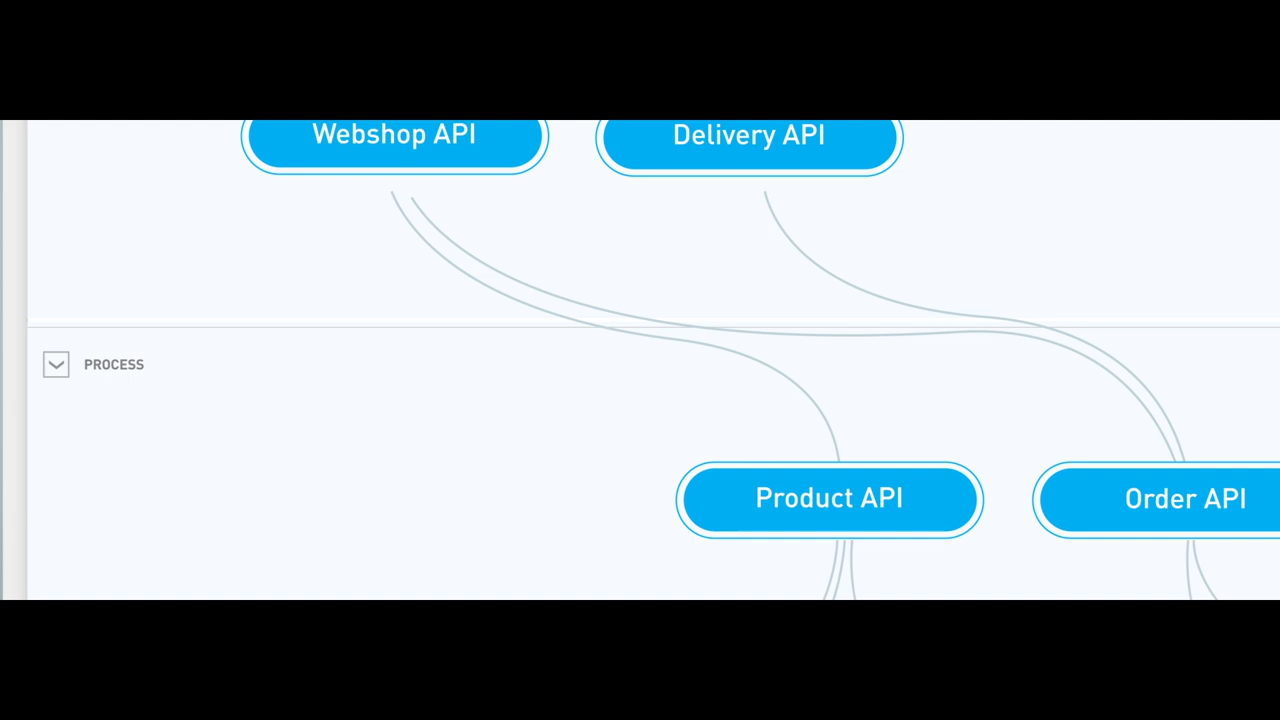 Webshop API
Delivery API
PROCESS
Product API
Order API